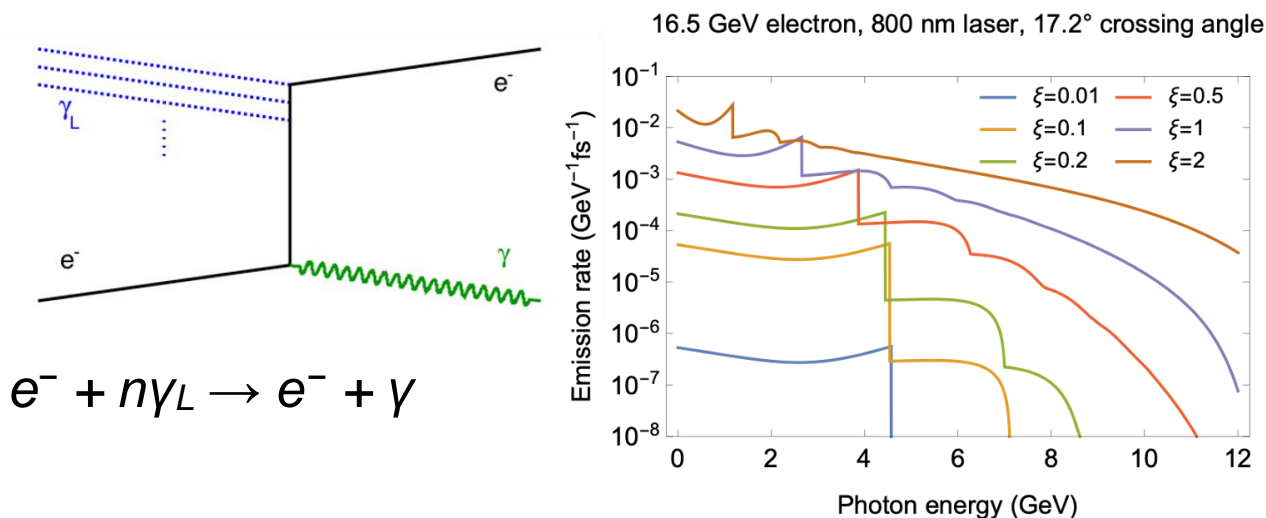 γL
e⁻
e⁻
γ
e⁻ + nγL → e⁻ + γ
16.5 GeV electron, 800 nm laser, 17.2° crossing angle
Emission rate (GeV⁻¹fs⁻¹)
10⁻¹
10⁻²
10⁻³
10⁻⁴
10⁻⁵
10⁻⁶
10⁻⁷
10⁻⁸
ξ=0.01 ξ=0.5
ξ=0.1 ξ=1
ξ=0.2 ξ=2
0 2 4 6 8 10 12
Photon energy (GeV)